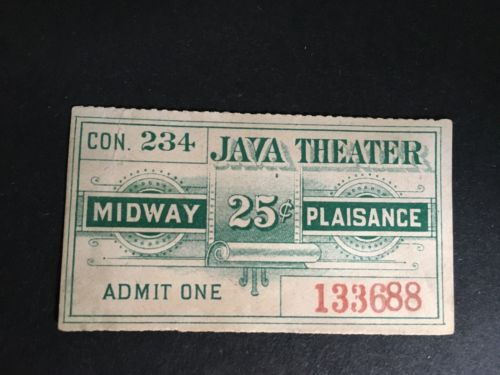 CON. 234 JAVA THEATER
MIDWAY 25¢ PLAISANCE
ADMIT ONE 133688